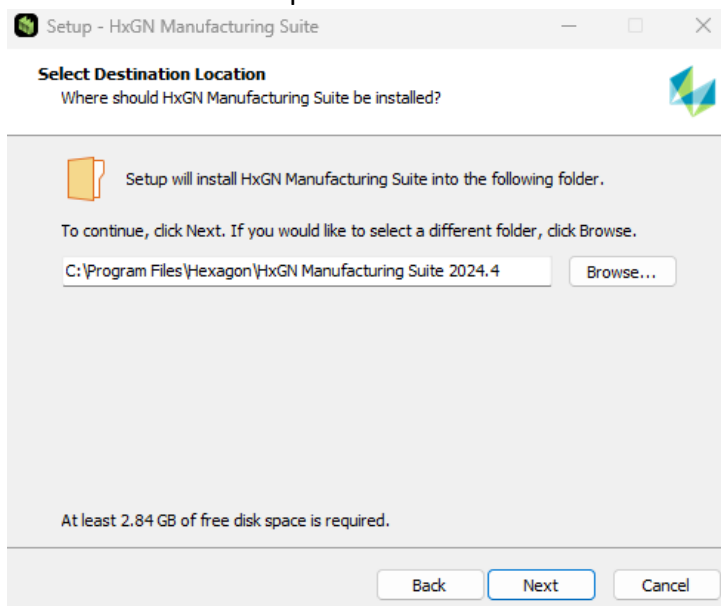 Setup - HxGN Manufacturing Suite
Select Destination Location
Where should HxGN Manufacturing Suite be installed?
Setup will install HxGN Manufacturing Suite into the following folder.
To continue, click Next. If you would like to select a different folder, click Browse.
C:\Program Files\Hexagon\HxGN Manufacturing Suite 2024.4
Browse...
At least 2.84 GB of free disk space is required.
Back Next Cancel